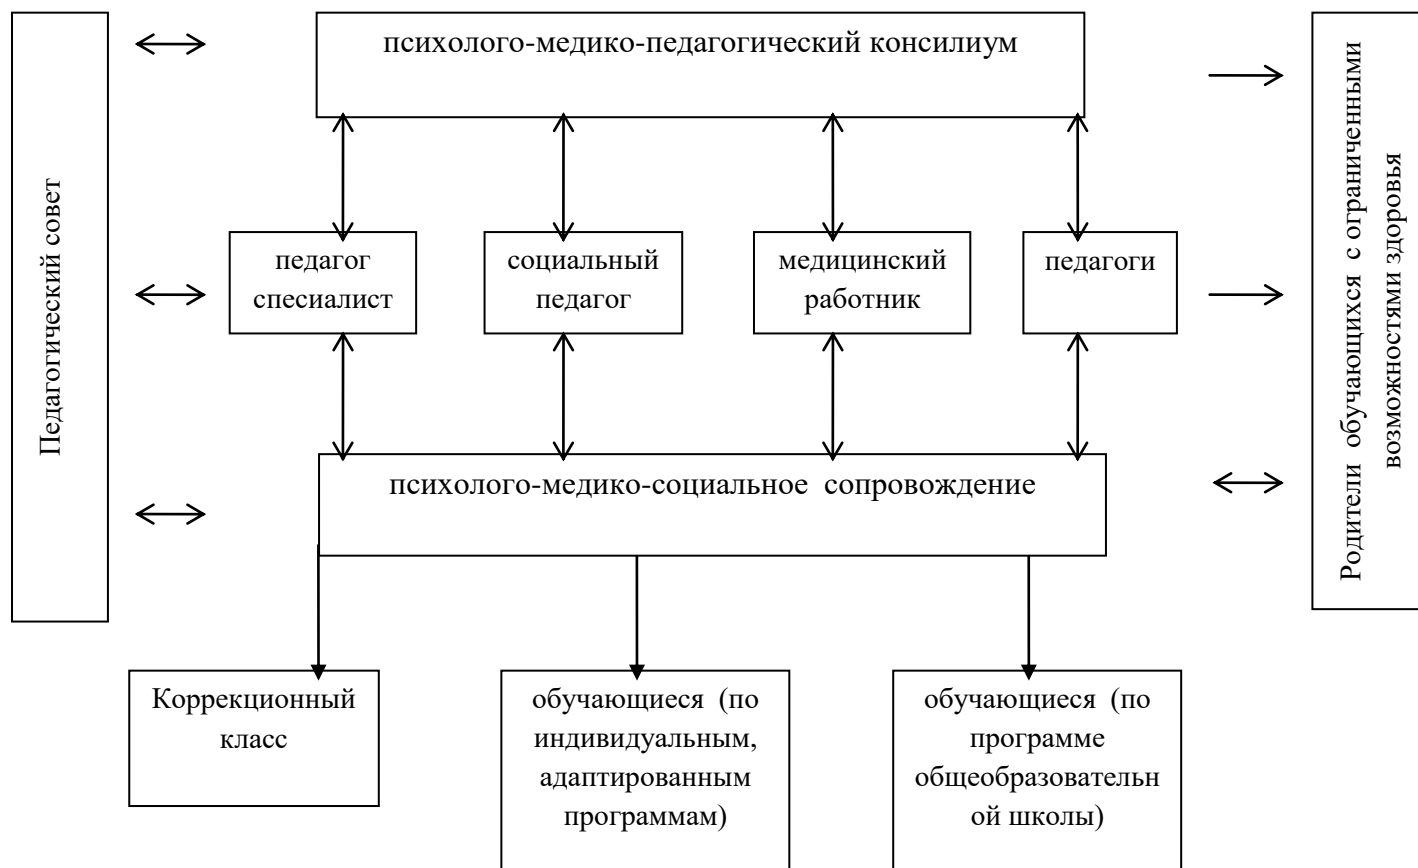 психолого-медико-педагогический консилиум
Педагогический совет
Родители обучающихся с ограниченными
возможностями здоровья
педагог
спесиалист
социальный
педагог
медицинский
работник
педагоги
психолого-медико-социальное сопровождение
Коррекционный
класс
обучающиеся (по
индивидуальным,
адаптированным
программам)
обучающиеся (по
программе
общеобразовательн
ой школы)